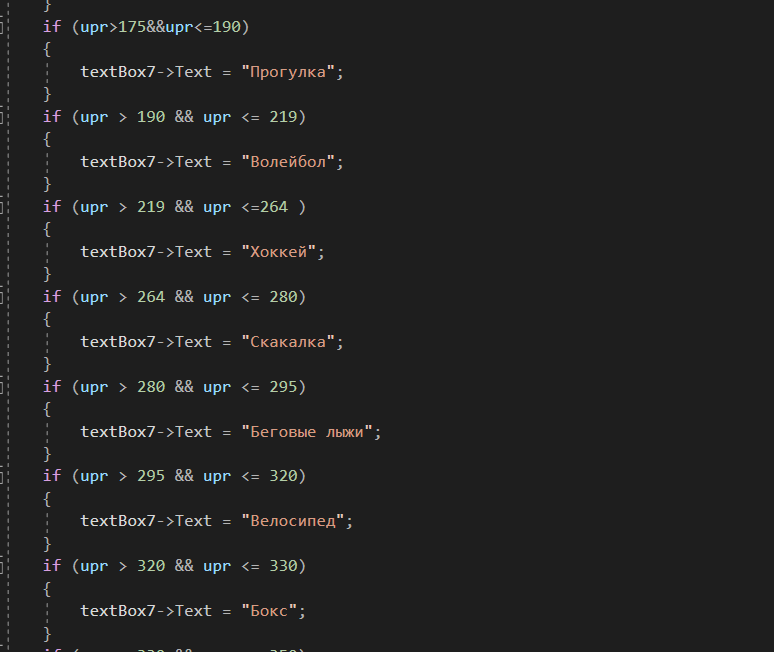 }
if (upr>175&&upr<=190)
{
textBox7->Text = "Прогулка";
}
if (upr > 190 && upr <= 219)
{
textBox7->Text = "Волейбол";
}
if (upr > 219 && upr <=264 )
{
textBox7->Text = "Хоккей";
}
if (upr > 264 && upr <= 280)
{
textBox7->Text = "Скакалка";
}
if (upr > 280 && upr <= 295)
{
textBox7->Text = "Беговые лыжи";
}
if (upr > 295 && upr <= 320)
{
textBox7->Text = "Велосипед";
}
if (upr > 320 && upr <= 330)
{
textBox7->Text = "Бокс";
}